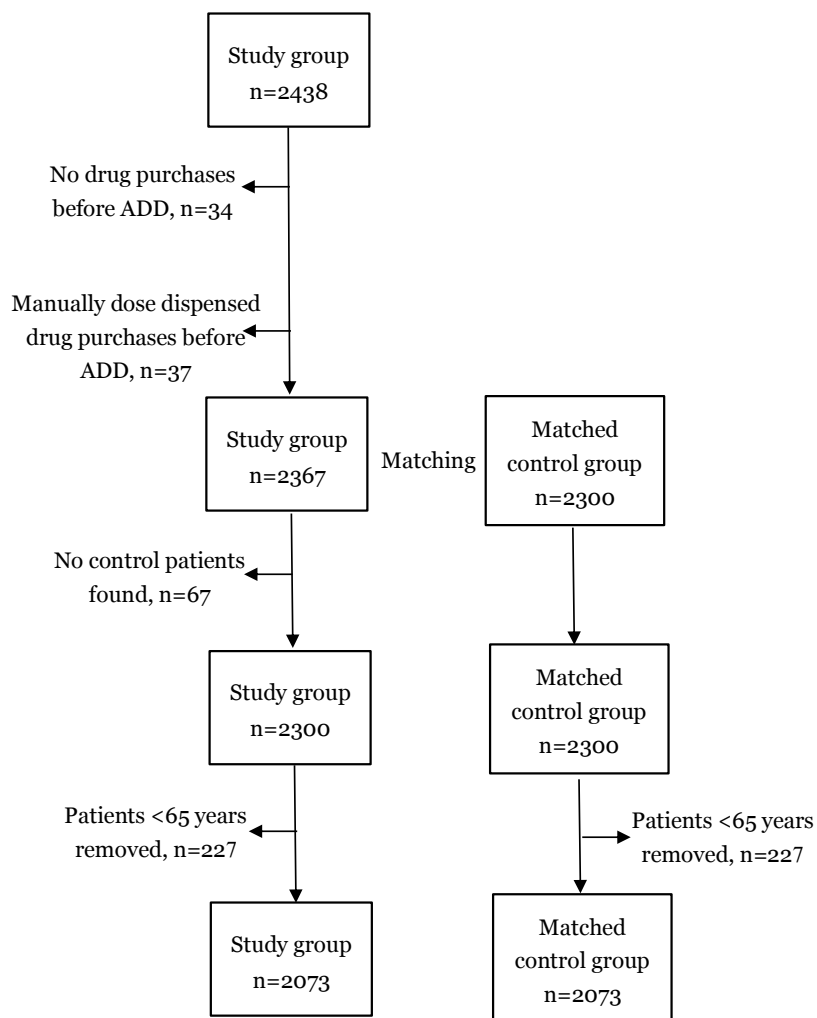 Study group
n=2438
No drug purchases
before ADD, n=34
Manually dose dispensed
drug purchases before
ADD, n=37
Study group
n=2367
Matching
Matched
control group
n=2300
No control patients
found, n=67
Study group
n=2300
Matched
control group
n=2300
Patients <65 years
removed, n=227
Patients <65 years
removed, n=227
Study group
n=2073
Matched
control group
n=2073